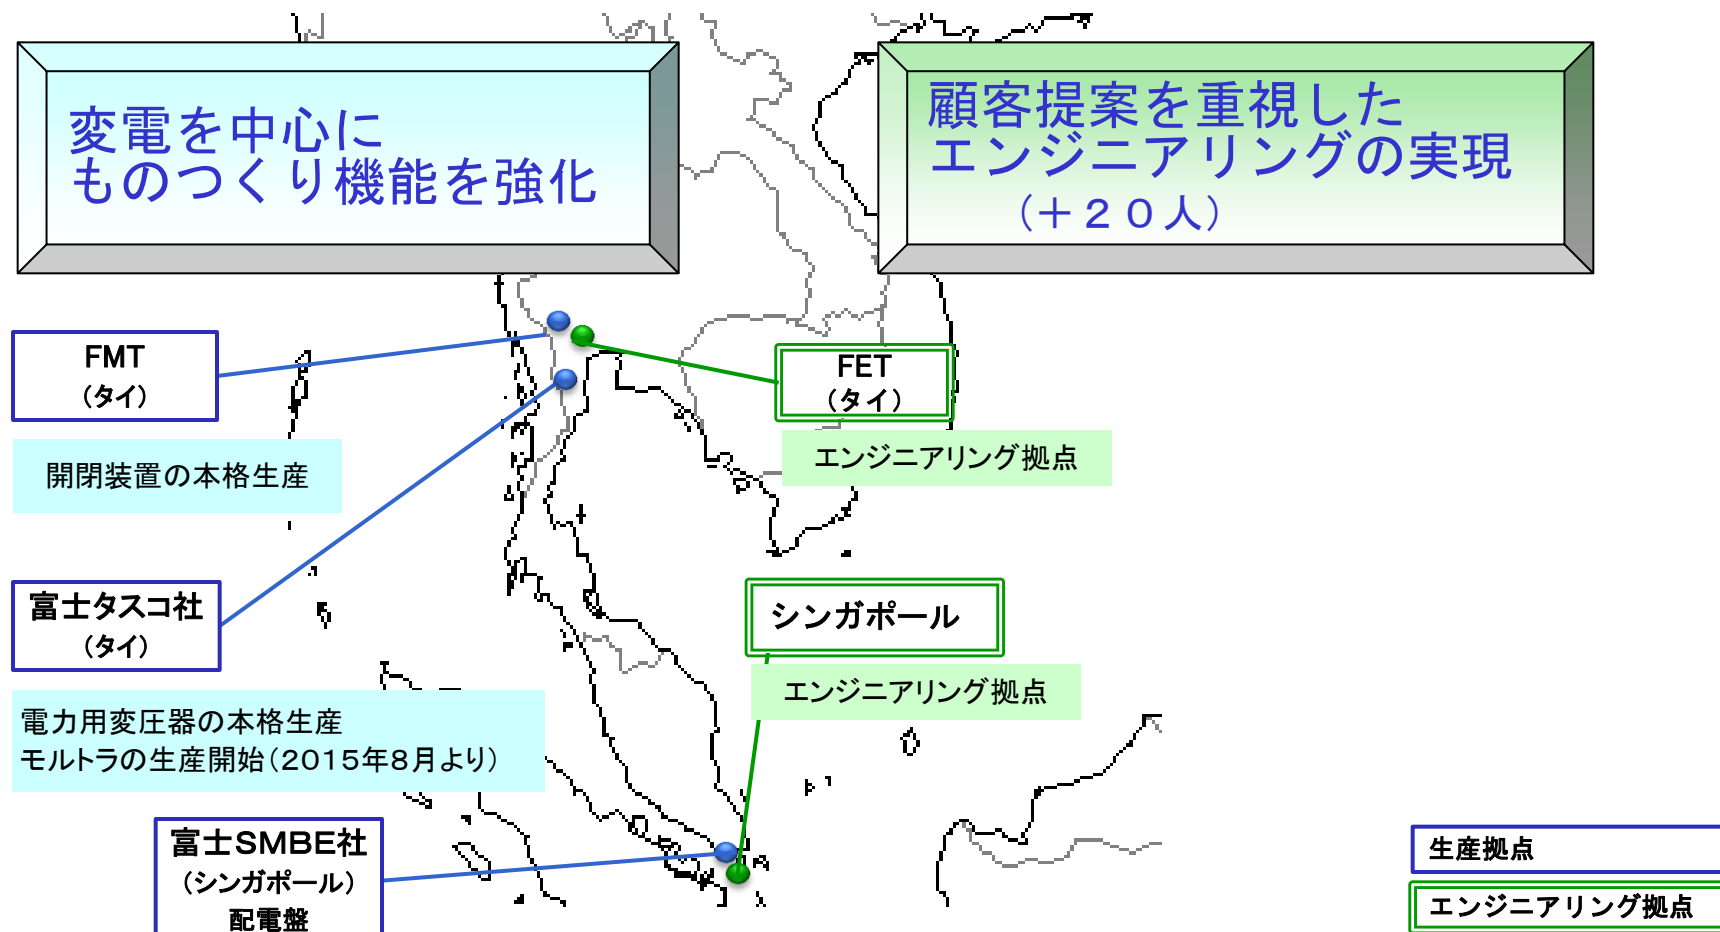 変電を中心に
ものつくり機能を強化
顧客提案を重視した
エンジニアリングの実現
（＋２０人）
FMT
（タイ）
開閉装置の本格生産
FET
（タイ）
エンジニアリング拠点
富士タスコ社
（タイ）
電力用変圧器の本格生産
モルトラの生産開始（2015年8月より）
シンガポール
エンジニアリング拠点
富士SMBE社
（シンガポール）
配電盤
生産拠点
エンジニアリング拠点